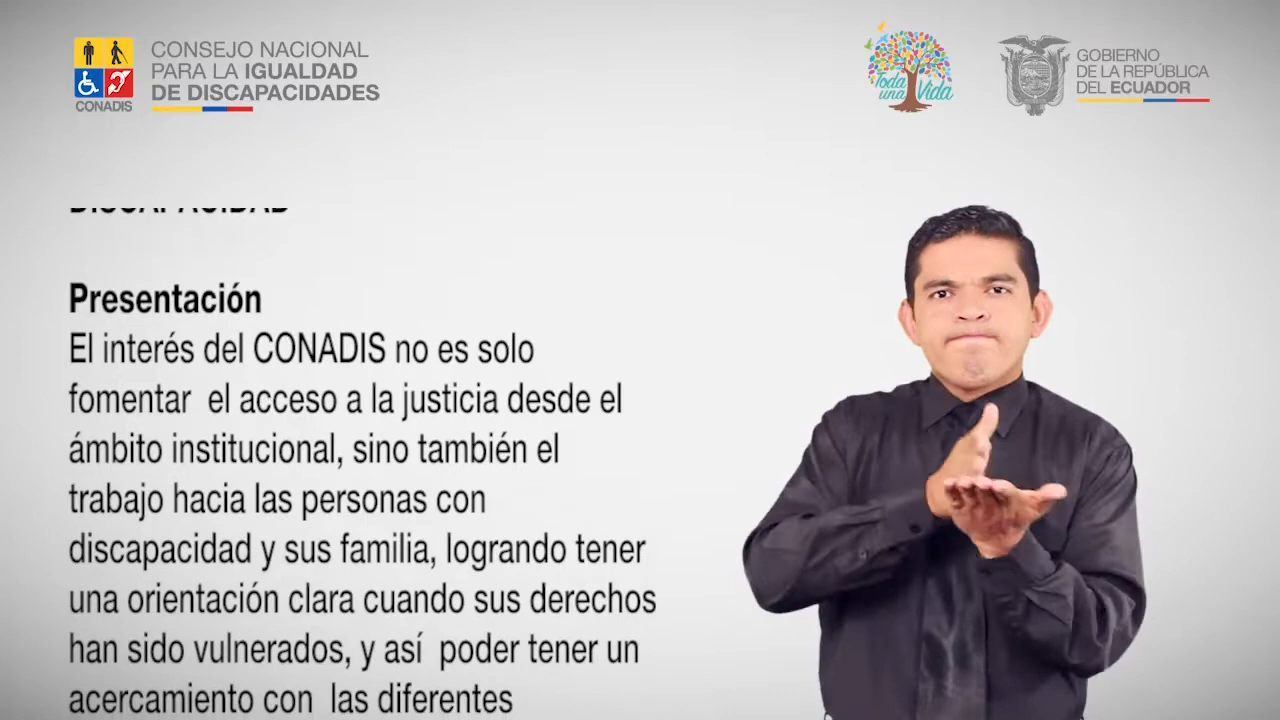 CONADIS
CONSEJO NACIONAL
PARA LA IGUALDAD
DE DISCAPACIDADES
Toda
una Vida
GOBIERNO
DE LA REPÚBLICA
DEL ECUADOR
DISCAPACIDAD
Presentación
El interés del CONADIS no es solo
fomentar el acceso a la justicia desde el
ámbito institucional, sino también el
trabajo hacia las personas con
discapacidad y sus familia, logrando tener
una orientación clara cuando sus derechos
han sido vulnerados, y así poder tener un
acercamiento con las diferentes